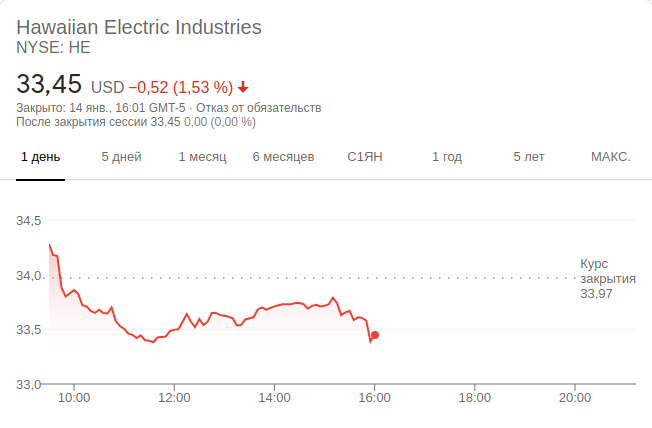 Hawaiian Electric Industries
NYSE: HE
33,45 USD −0,52 (1,53 %)
Закрыто: 14 янв., 16:01 GMT-5 · Отказ от обязательств
После закрытия сессии 33,45 0,00 (0,00 %)
1 день 5 дней 1 месяц 6 месяцев С1ЯН 1 год 5 лет МАКС.
34,5
34,0
33,5
33,0
Курс
закрытия
33,97
10:00 12:00 14:00 16:00 18:00 20:00